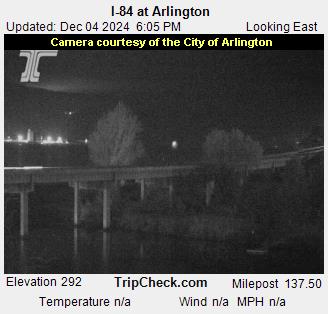 I-84 at Arlington
Updated: Dec 04 2024 6:05 PM Looking East
Camera courtesy of the City of Arlington
Elevation 292 TripCheck.com Milepost 137.50
Temperature n/a Wind n/a MPH n/a